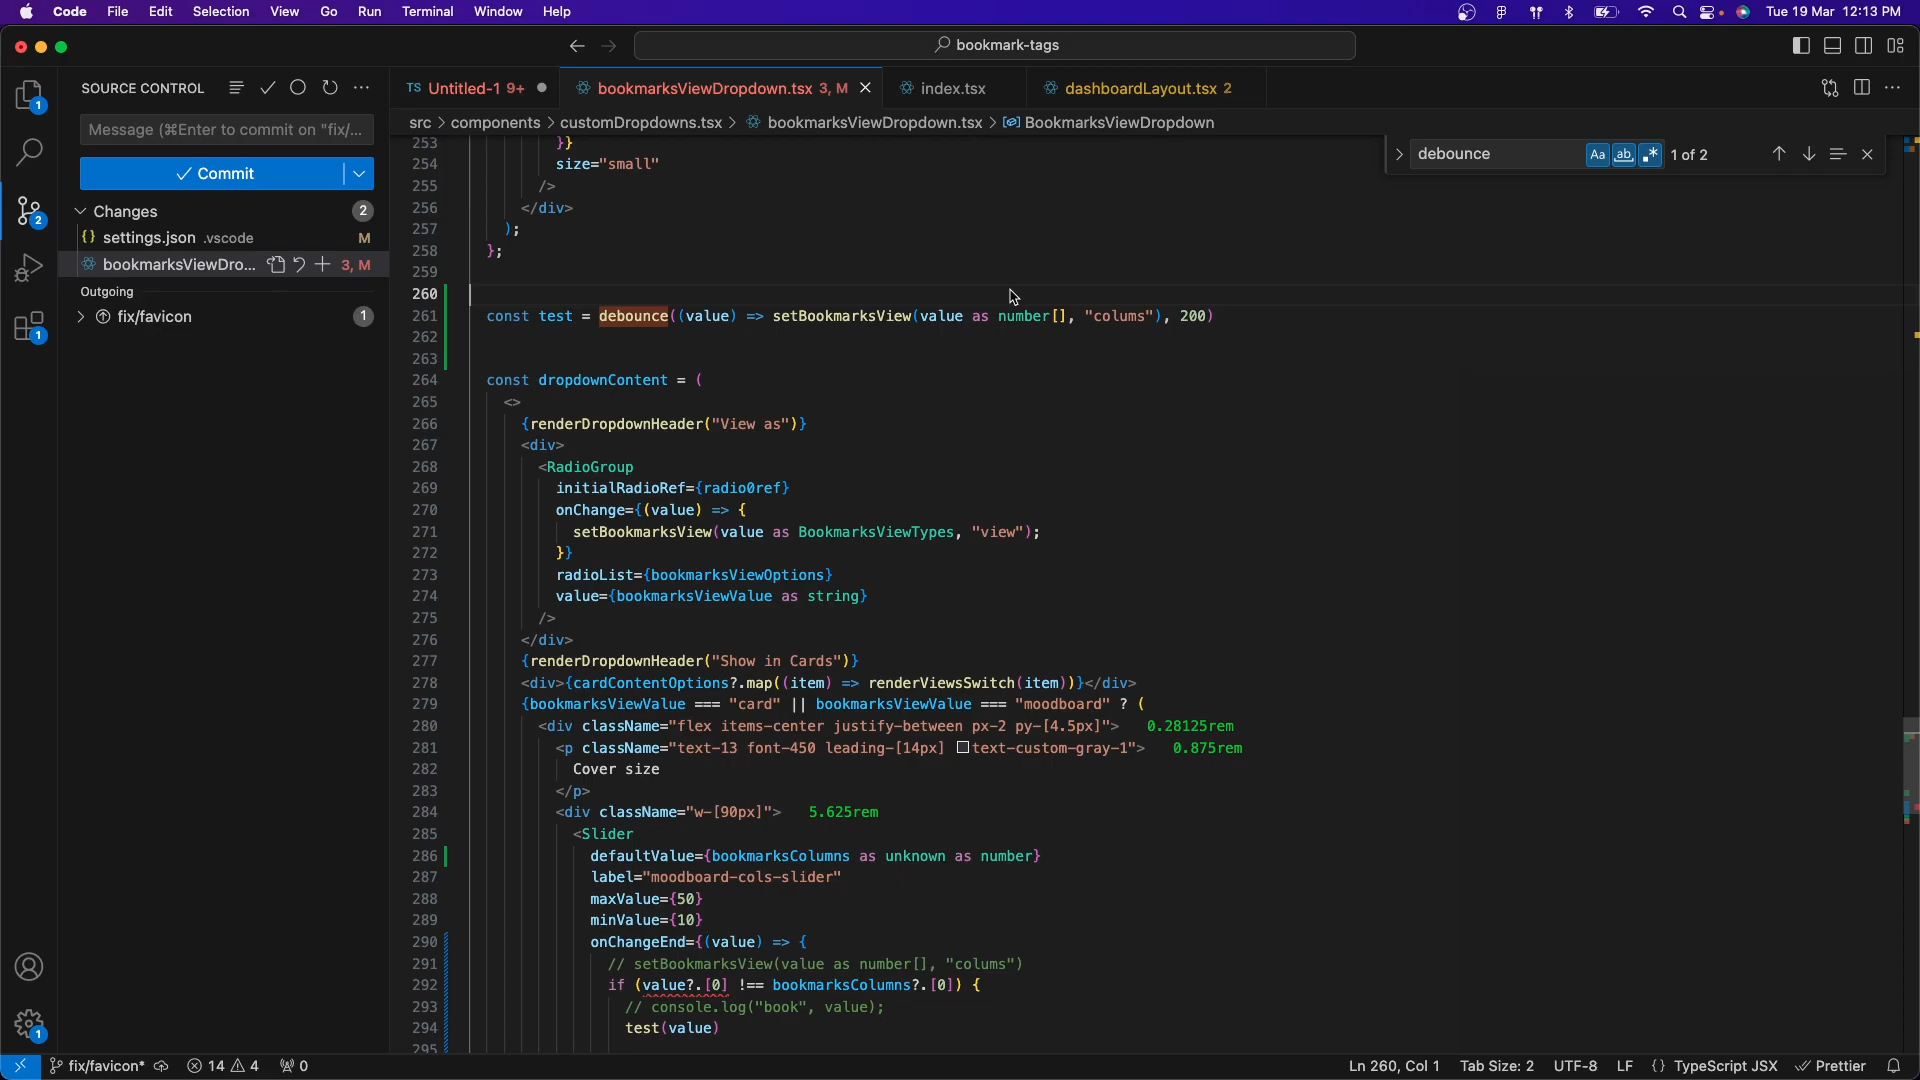 Code File Edit Selection View Go Run Terminal Window Help
Tue 19 Mar 12:13 PM
bookmark-tags
SOURCE CONTROL
Message (⌘Enter to commit on "fix/...
Commit
Changes 2
settings.json .vscode M
bookmarksViewDro... 3, M
Outgoing
fix/favicon 1
1
2
1
1
TS Untitled-1 9+
bookmarksViewDropdown.tsx 3, M
index.tsx
dashboardLayout.tsx 2
src > components > customDropdowns.tsx > bookmarksViewDropdown.tsx > BookmarksViewDropdown
debounce Aa ab .* 1 of 2
253 }}
254 size="small"
255 />
256 </div>
257 );
258 };
259
260
261 const test = debounce((value) => setBookmarksView(value as number[], "colums"), 200)
262
263
264 const dropdownContent = (
265 <>
266 {renderDropdownHeader("View as")}
267 <div>
268 <RadioGroup
269 initialRadioRef={radio0ref}
270 onChange={(value) => {
271 setBookmarksView(value as BookmarksViewTypes, "view");
272 }}
273 radioList={bookmarksViewOptions}
274 value={bookmarksViewValue as string}
275 />
276 </div>
277 {renderDropdownHeader("Show in Cards")}
278 <div>{cardContentOptions?.map((item) => renderViewsSwitch(item))}</div>
279 {bookmarksViewValue === "card" || bookmarksViewValue === "moodboard" ? (
280 <div className="flex items-center justify-between px-2 py-[4.5px]"> 0.28125rem
281 <p className="text-13 font-450 leading-[14px] text-custom-gray-1"> 0.875rem
282 Cover size
283 </p>
284 <div className="w-[90px]"> 5.625rem
285 <Slider
286 defaultValue={bookmarksColumns as unknown as number}
287 label="moodboard-cols-slider"
288 maxValue={50}
289 minValue={10}
290 onChangeEnd={(value) => {
291 // setBookmarksView(value as number[], "colums")
292 if (value?.[0] !== bookmarksColumns?.[0]) {
293 // console.log("book", value);
294 test(value)
295
fix/favicon* 14 4 0
Ln 260, Col 1 Tab Size: 2 UTF-8 LF {} TypeScript JSX Prettier